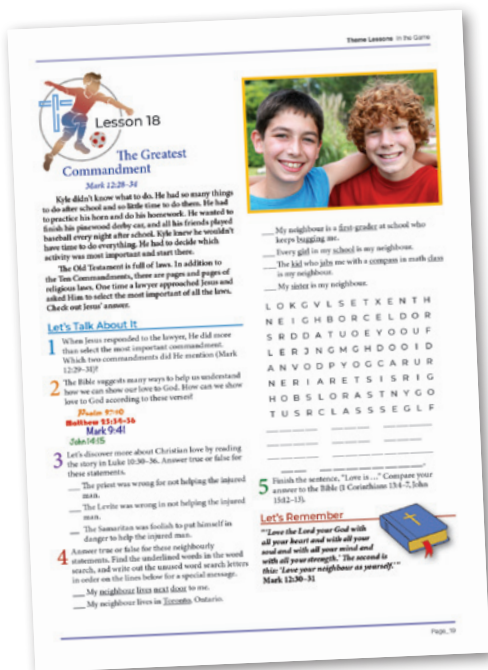 Theme Lessons In the Game
Lesson 18
The Greatest
Commandment
Mark 12:28–34
Kyle didn't know what to do. He had so many things
to do after school and so little time to do them. He had
to practice his horn and do his homework. He wanted to
finish his pinewood derby car, and all his friends played
baseball every night after school. Kyle knew he wouldn't
have time to do everything. He had to decide which
activity was most important and start there.
The Old Testament is full of laws. In addition to
the Ten Commandments, there are pages and pages of
religious laws. One time a lawyer approached Jesus and
asked Him to select the most important of all the laws.
Check out Jesus' answer.
Let's Talk About It
1 When Jesus responded to the lawyer, He did more
than select the most important commandment.
Which two commandments did He mention (Mark
12:29–31)?
2 The Bible suggests many ways to help us understand
how we can show our love to God. How can we show
love to God according to these verses?
Matthew 25:34–36
Mark 9:41
John 14:15
3 Let's discover more about Christian love by reading
the story in Luke 10:30–36. Answer true or false for
these statements.
___ The priest was wrong for not helping the injured
man.
___ The Levite was wrong in not helping the injured
man.
___ The Samaritan was foolish to put himself in
danger to help the injured man.
4 Answer true or false for these neighbourly
statements. Find the underlined words in the word
search, and write out the unused word search letters
in order on the lines below for a special message.
___ My neighbour lives next door to me.
___ My neighbour lives in Toronto, Ontario.
___ My neighbour is a first-grader at school who
keeps bugging me.
___ Every girl in my school is my neighbour.
___ The kid who jabs me with a compass in math class
is my neighbour.
___ My sister is my neighbour.
L O K G V L S E T X E N T H
N E I G H B O R C E L D O R
S R D D A T U O E Y O O U F
L E R J N G M G H D O O I D
A N V O D P Y O G C A R U R
N E R I A R E T S I S R I G
H O B S L O R A S T N Y G O
T U S R C L A S S S E G L F
5 Finish the sentence, "Love is ..." Compare your
answer to the Bible (1 Corinthians 13:4–7, John
15:12–13).
Let's Remember
"'Love the Lord your God with
all your heart and with all your
soul and with all your mind and
with all your strength.' The second is
this: 'Love your neighbour as yourself.'"
Mark 12:30–31
Page, 19